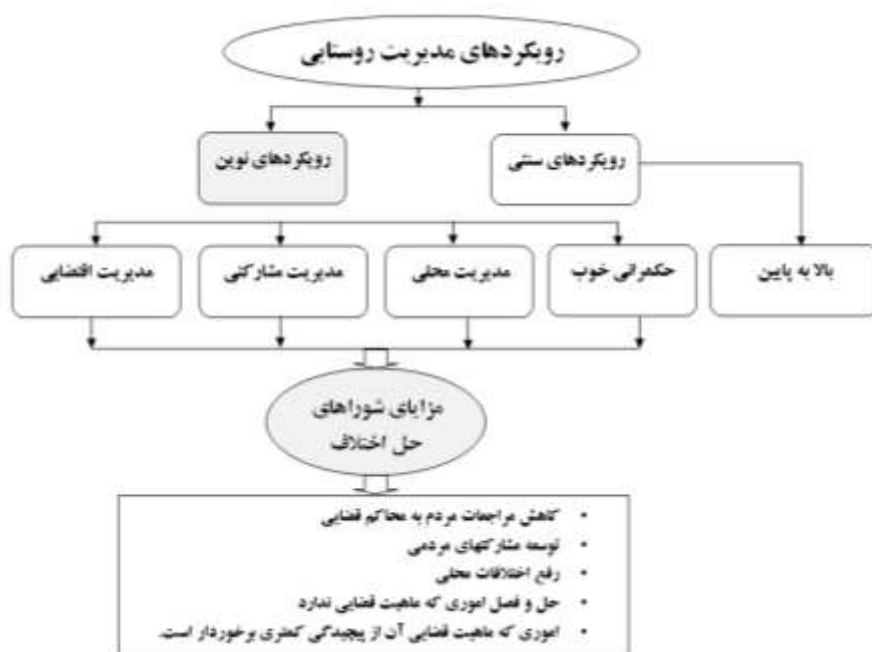 رویکردهای مدیریت روستایی
رویکردهای سنتی
رویکردهای نوین
بالا به پایین
حکمرانی خوب
مدیریت محلی
مدیریت مشارکتی
مدیریت اقتضایی
مزایای شوراهای
حل اختلاف
• کاهش مراجعات مردم به محاکم قضایی
• توسعه مشارکتهای مردمی
• رفع اختلافات محلی
• حل و فصل اموری که ماهیت قضایی ندارد
• اموری که ماهیت قضایی آن از پیچیدگی کمتری برخوردار است.